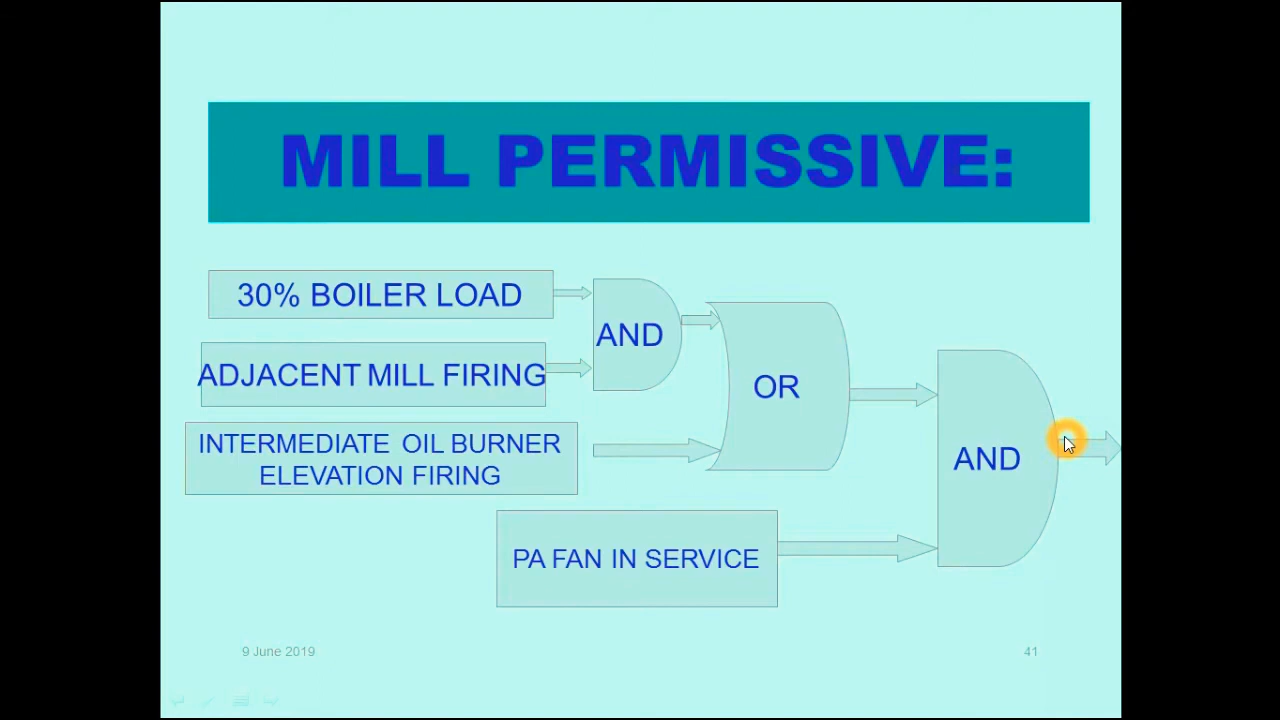 MILL PERMISSIVE:
30% BOILER LOAD
AND
ADJACENT MILL FIRING
OR
INTERMEDIATE OIL BURNER
ELEVATION FIRING
AND
PA FAN IN SERVICE
9 June 2019
41